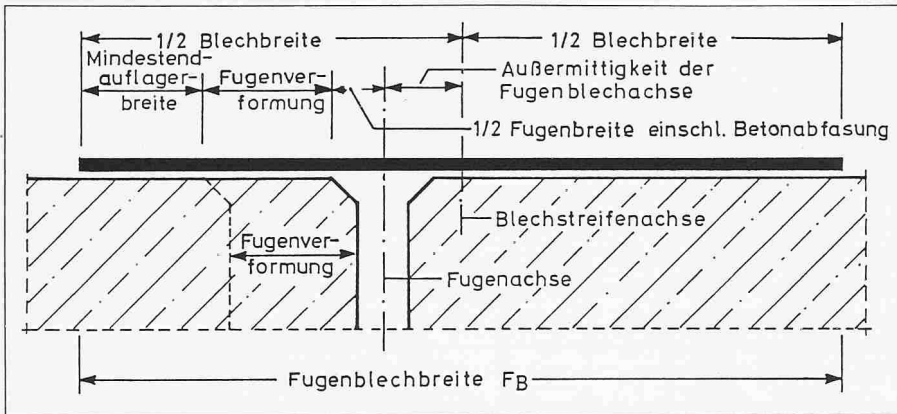 1/2 Blechbreite
1/2 Blechbreite
Mindestend-
auflager-
breite
Fugenver-
formung
Außermittigkeit der
Fugenblechachse
1/2 Fugenbreite einschl. Betonabfasung
Blechstreifenachse
Fugenver-
formung
Fugenachse
Fugenblechbreite FB